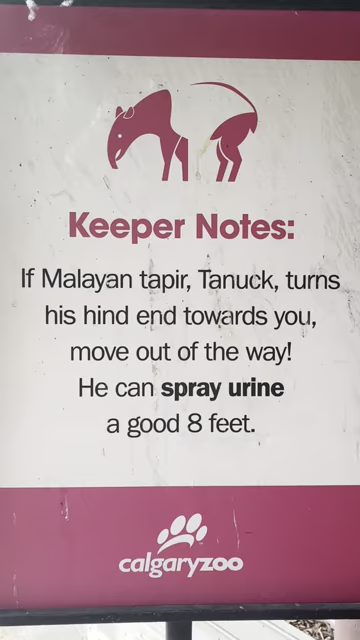 Keeper Notes:
If Malayan tapir, Tanuck, turns
his hind end towards you,
move out of the way!
He can spray urine
a good 8 feet.
calgaryzoo